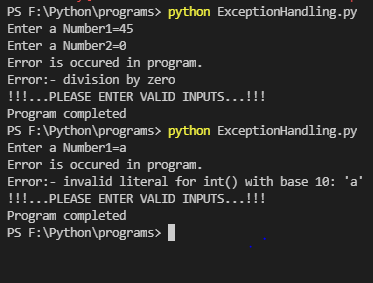 PS F:\Python\programs> python ExceptionHandling.py
Enter a Number1=45
Enter a Number2=0
Error is occured in program.
Error:- division by zero
!!!...PLEASE ENTER VALID INPUTS...!!!
Program completed
PS F:\Python\programs> python ExceptionHandling.py
Enter a Number1=a
Error is occured in program.
Error:- invalid literal for int() with base 10: 'a'
!!!...PLEASE ENTER VALID INPUTS...!!!
Program completed
PS F:\Python\programs>